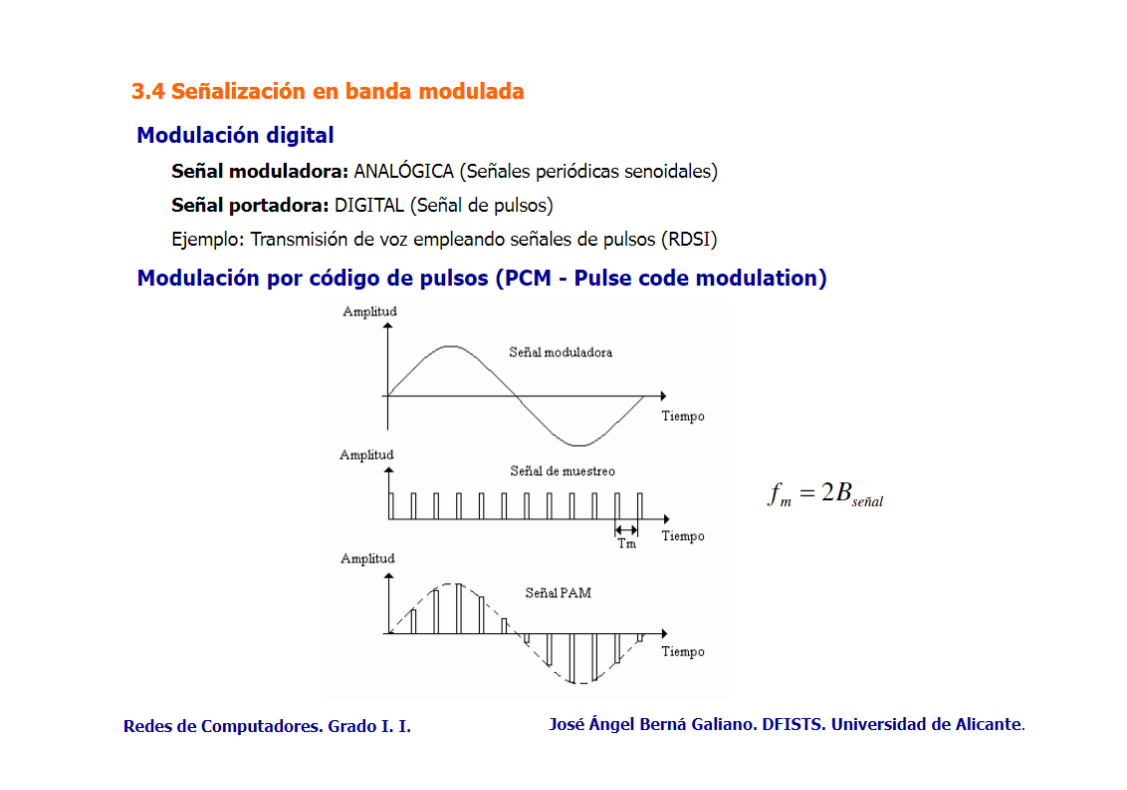 3.4 Señalización en banda modulada
Modulación digital
Señal moduladora: ANALÓGICA (Señales periódicas senoidales)
Señal portadora: DIGITAL (Señal de pulsos)
Ejemplo: Transmisión de voz empleando señales de pulsos (RDSI)
Modulación por código de pulsos (PCM - Pulse code modulation)
Amplitud
Señal moduladora
Tiempo
Amplitud
Señal de muestreo
Tm
Tiempo
f_m = 2B_señal
Amplitud
Señal PAM
Tiempo
Redes de Computadores. Grado I. I.
José Ángel Berná Galiano. DFISTS. Universidad de Alicante.